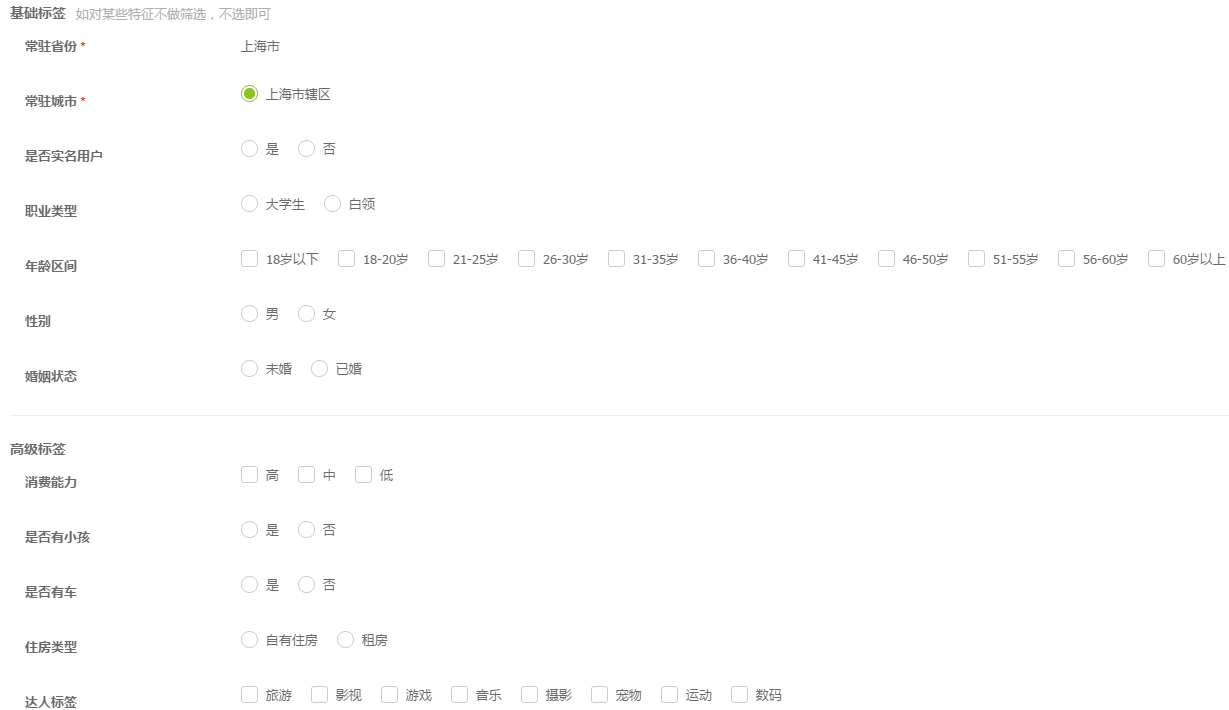 基础标签 如对某些特征不做筛选，不选即可
常驻省份 * 上海市
常驻城市 * 上海市辖区
是否实名用户 是 否
职业类型 大学生 白领
年龄区间 18岁以下 18-20岁 21-25岁 26-30岁 31-35岁 36-40岁 41-45岁 46-50岁 51-55岁 56-60岁 60岁以上
性别 男 女
婚姻状态 未婚 已婚
高级标签
消费能力 高 中 低
是否有小孩 是 否
是否有车 是 否
住房类型 自有住房 租房
达人标签 旅游 影视 游戏 音乐 摄影 宠物 运动 数码